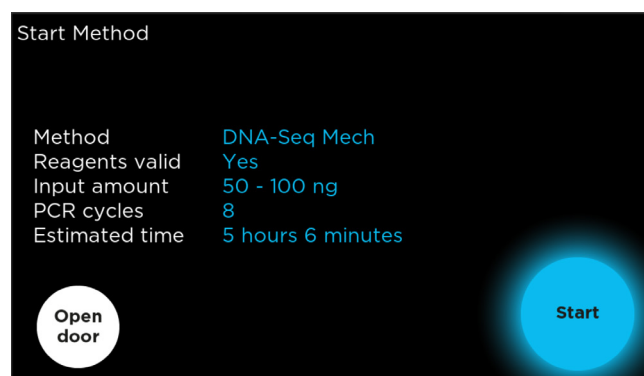 Start Method
Method DNA-Seq Mech
Reagents valid Yes
Input amount 50 - 100 ng
PCR cycles 8
Estimated time 5 hours 6 minutes
Open
door
Start